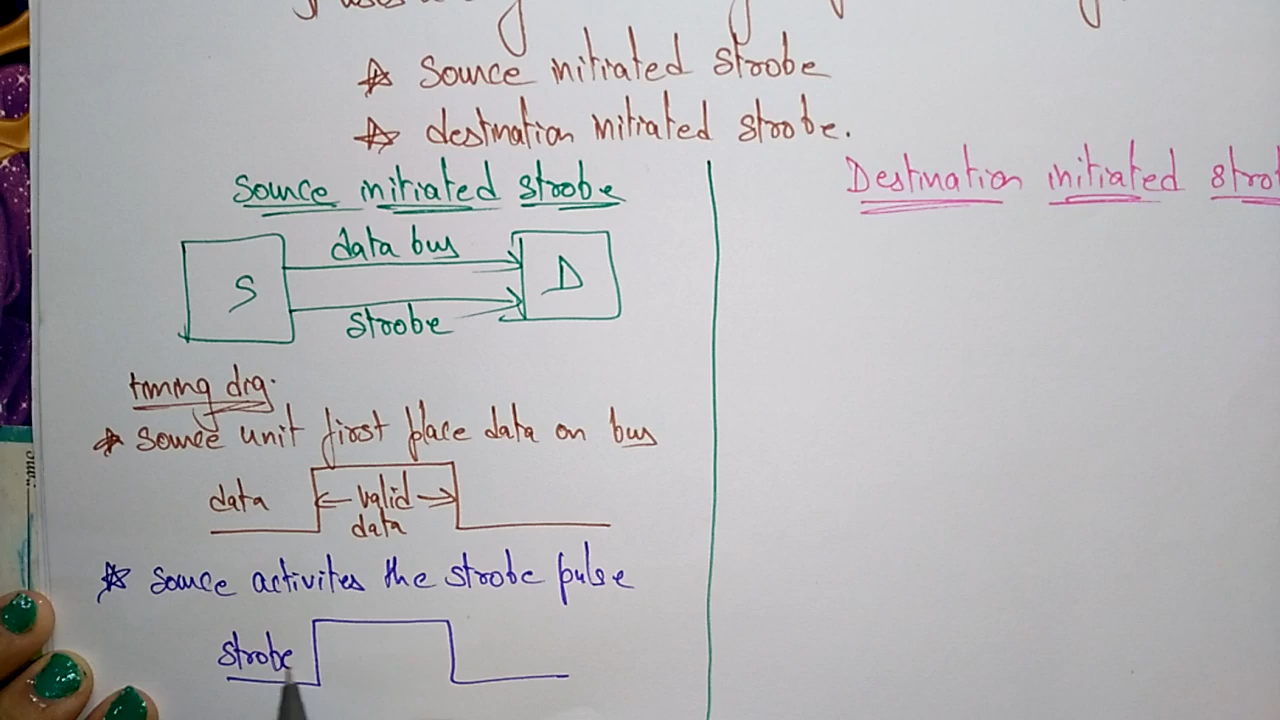 ☆ Source initiated strobe
☆ destination initiated strobe.
Source initiated strobe
data bus
S
D
strobe
timing dig.
☆ source unit first place data on bus
data
valid
data
☆ source activites the strobe pulse
strobe
Destination initiated